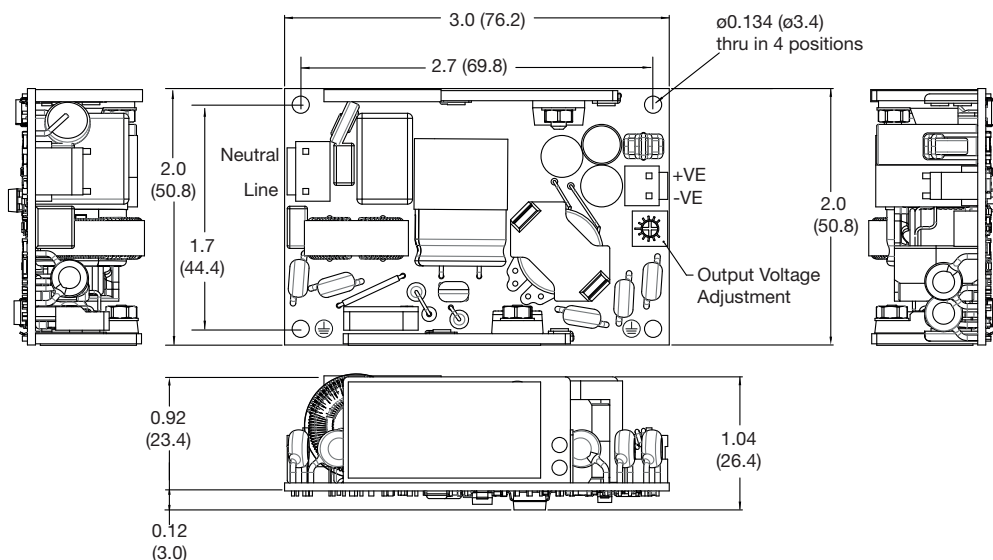 3.0 (76.2)
ø0.134 (ø3.4)
thru in 4 positions
2.7 (69.8)
Neutral
Line
+VE
-VE
2.0
(50.8)
2.0
(50.8)
1.7
(44.4)
Output Voltage
Adjustment
0.92
(23.4)
1.04
(26.4)
0.12
(3.0)